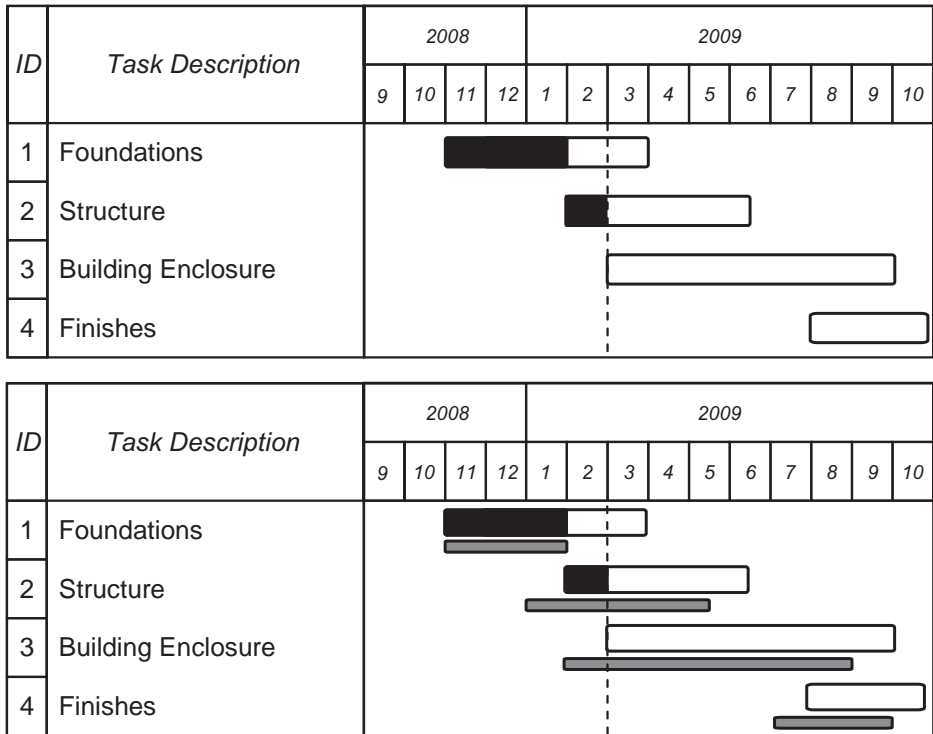 ID Task Description 2008 2009
9 10 11 12 1 2 3 4 5 6 7 8 9 10
1 Foundations
2 Structure
3 Building Enclosure
4 Finishes
ID Task Description 2008 2009
9 10 11 12 1 2 3 4 5 6 7 8 9 10
1 Foundations
2 Structure
3 Building Enclosure
4 Finishes